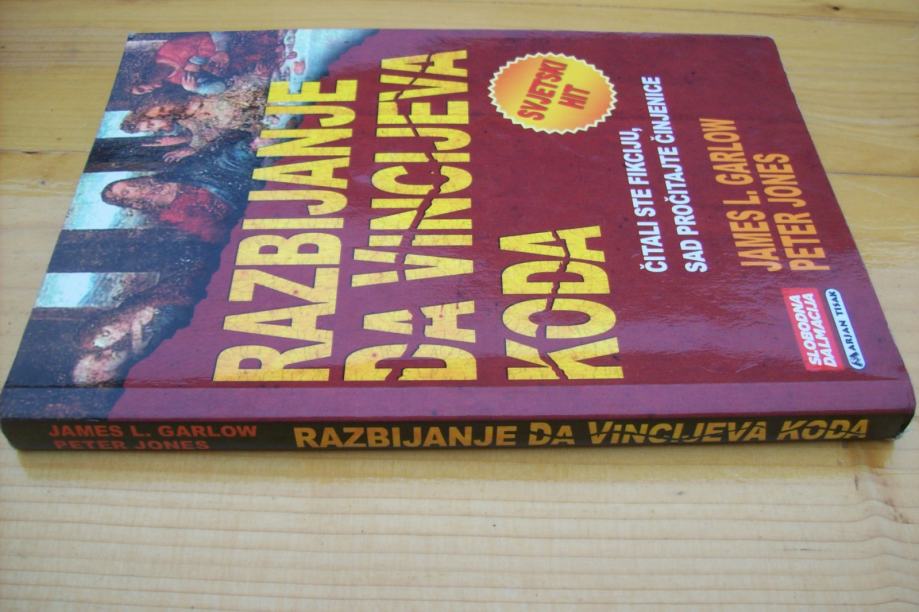 RAZBIJANJE
DA VINCIJEVA
KODA
SVJETSKI
HIT
ČITALI STE FIKCIJU,
SAD PROČITAJTE ČINJENICE
JAMES L. GARLOW
PETER JONES
SLOBODNA
DALMACIJA
MARJAN TISAK
JAMES L. GARLOW
PETER JONES
RAZBIJANJE DA VINCIJEVA KODA